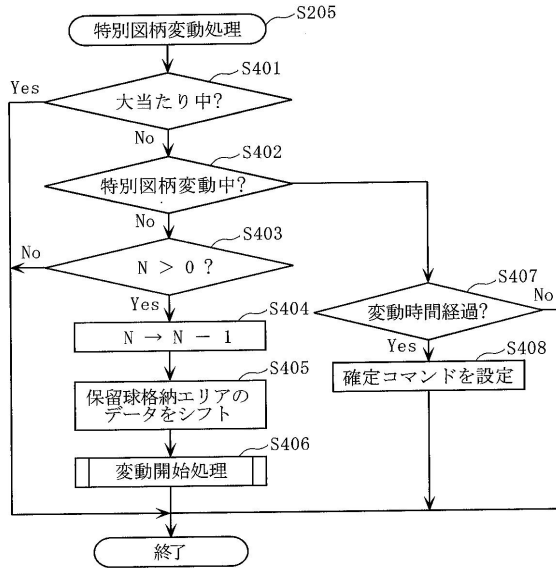 特別図柄変動処理
S205
S401
Yes
大当たり中?
No
S402
特別図柄変動中?
No
S403
No
N > 0 ?
S407
No
Yes
変動時間経過?
S404
N → N － 1
Yes
S408
確定コマンドを設定
S405
保留球格納エリアの
データをシフト
S406
変動開始処理
終了